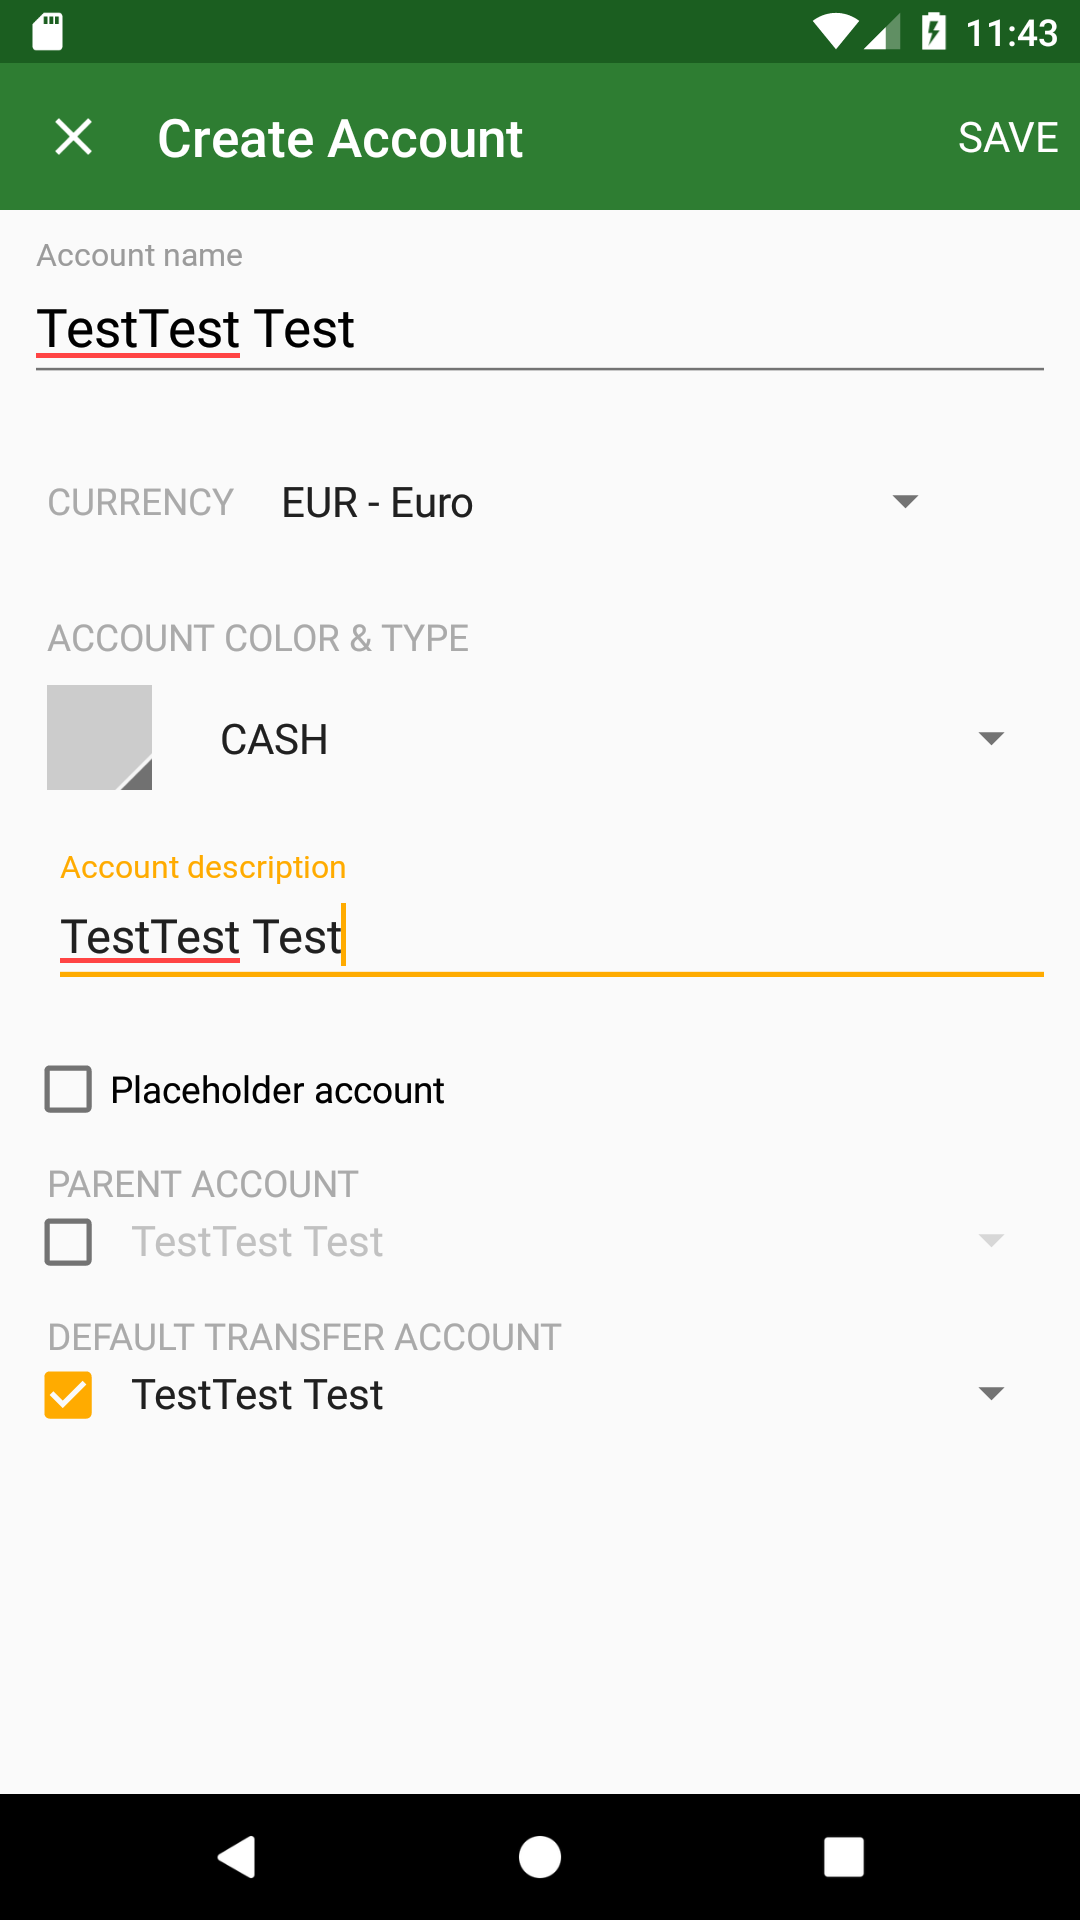 11:43
Create Account
SAVE
Account name
TestTest Test
CURRENCY EUR - Euro
ACCOUNT COLOR & TYPE
CASH
Account description
TestTest Test
Placeholder account
PARENT ACCOUNT
TestTest Test
DEFAULT TRANSFER ACCOUNT
TestTest Test